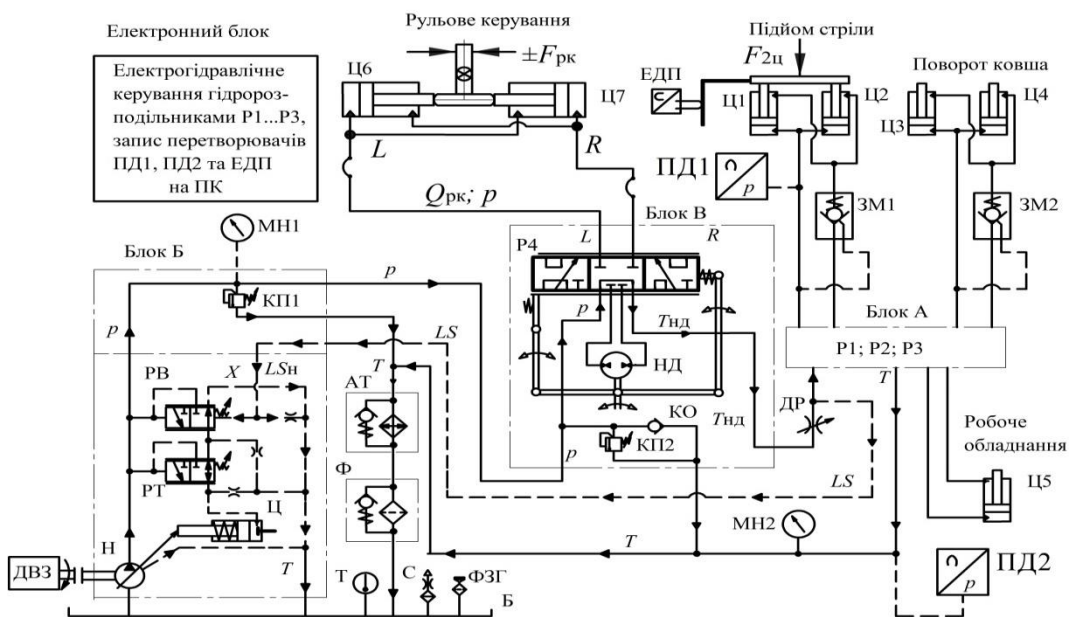 Електронний блок
Електрогідравлічне
керування гідророз-
подільниками Р1...Р3,
запис перетворювачів
ПД1, ПД2 та ЕДП
на ПК
Рульове керування
±Fрк
Ц6
Ц7
L
R
Qрк; p
Підйом стріли
F2ц
ЕДП
Ц1
Ц2
Поворот ковша
Ц4
Ц3
ПД1
p
ЗМ1
ЗМ2
МН1
Блок Б
p
КП1
p
LS
T
Блок В
Р4
L
R
p
Tнд
НД
Tнд
КО
КП2
p
Блок А
Р1; Р2; Р3
T
ДР
LS
Робоче
обладнання
Ц5
РВ
X
LSн
РТ
Ц
Н
ДВЗ
T
АТ
Ф
T
МН2
ПД2
p
Т
С
ФЗГ
Б